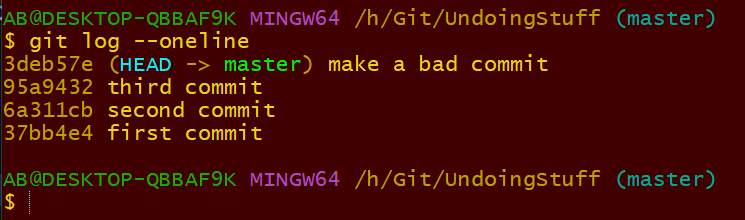 AB@DESKTOP-QBBAF9K MINGW64 /h/Git/UndoingStuff (master)
$ git log --oneline
3deb57e (HEAD -> master) make a bad commit
95a9432 third commit
6a311cb second commit
37bb4e4 first commit
AB@DESKTOP-QBBAF9K MINGW64 /h/Git/UndoingStuff (master)
$